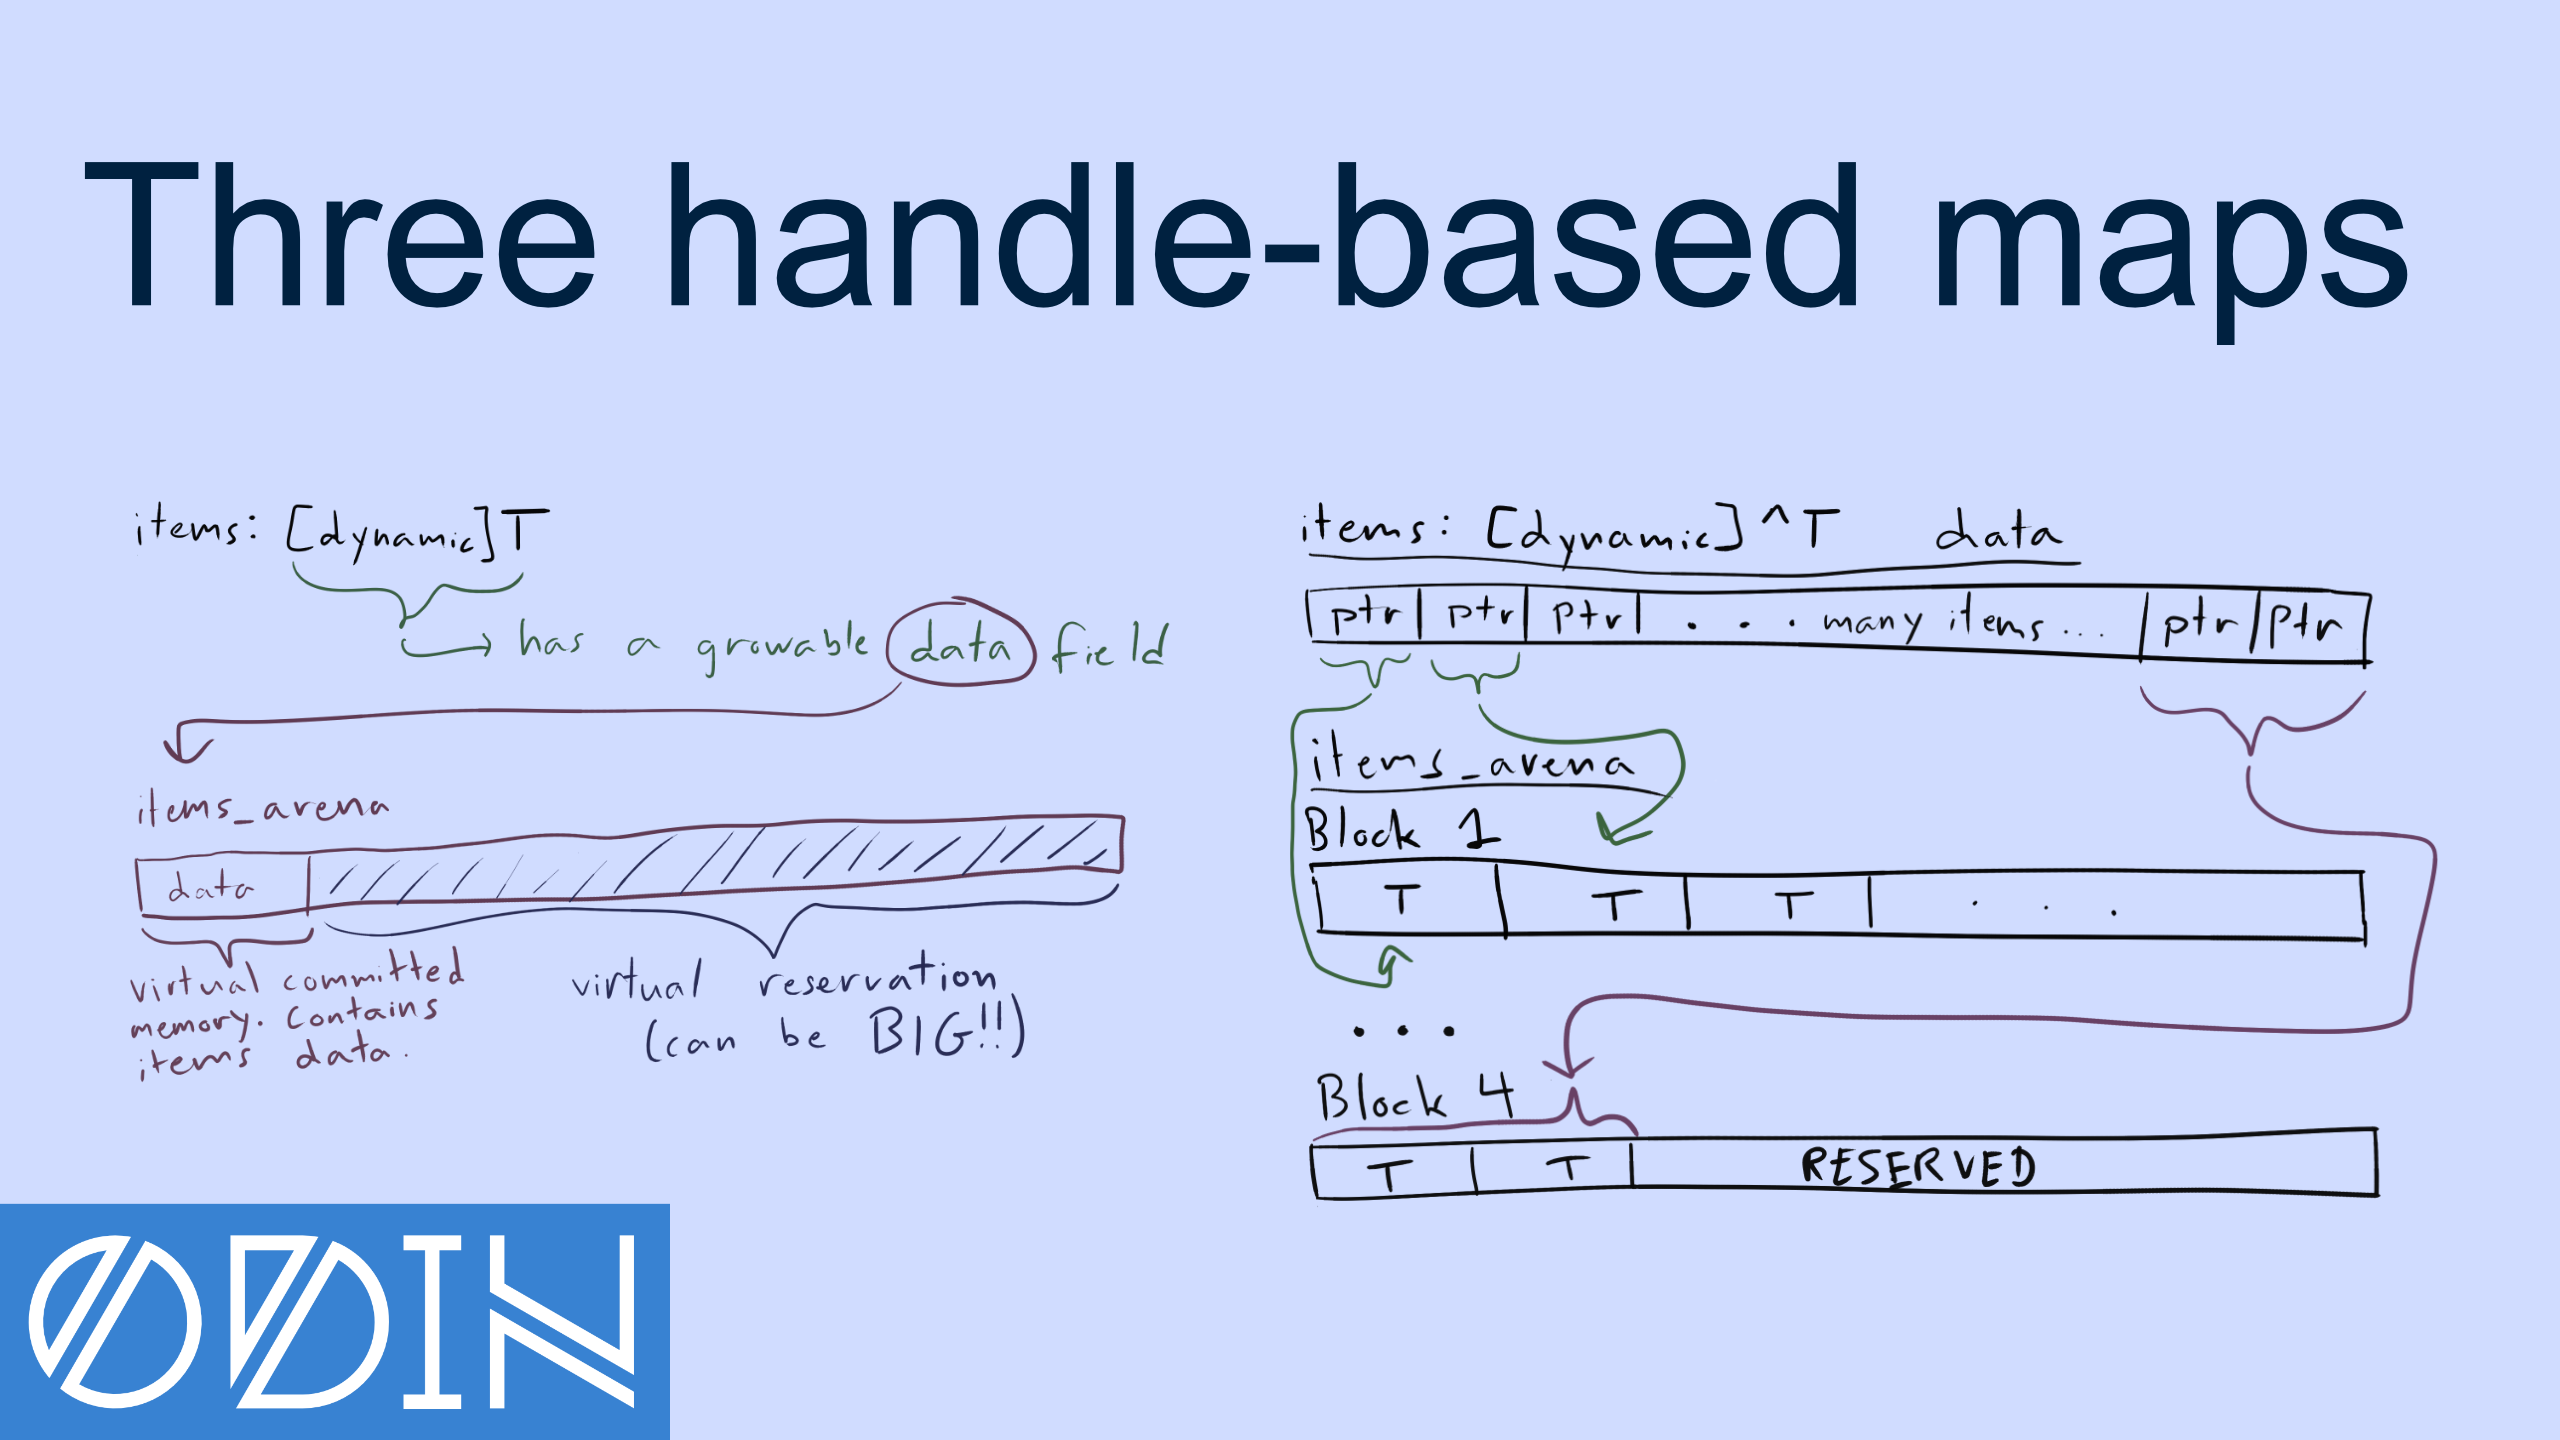 Three handle-based maps
items: [dynamic]T
has a growable data field
items_arena
data
virtual committed
memory. Contains
items data.
virtual reservation
(can be BIG!!)
items: [dynamic]^T data
ptr ptr ptr . . . many items... ptr ptr
items_arena
Block 1
T T T . . .
. . .
Block 4
T T RESERVED
ODIN